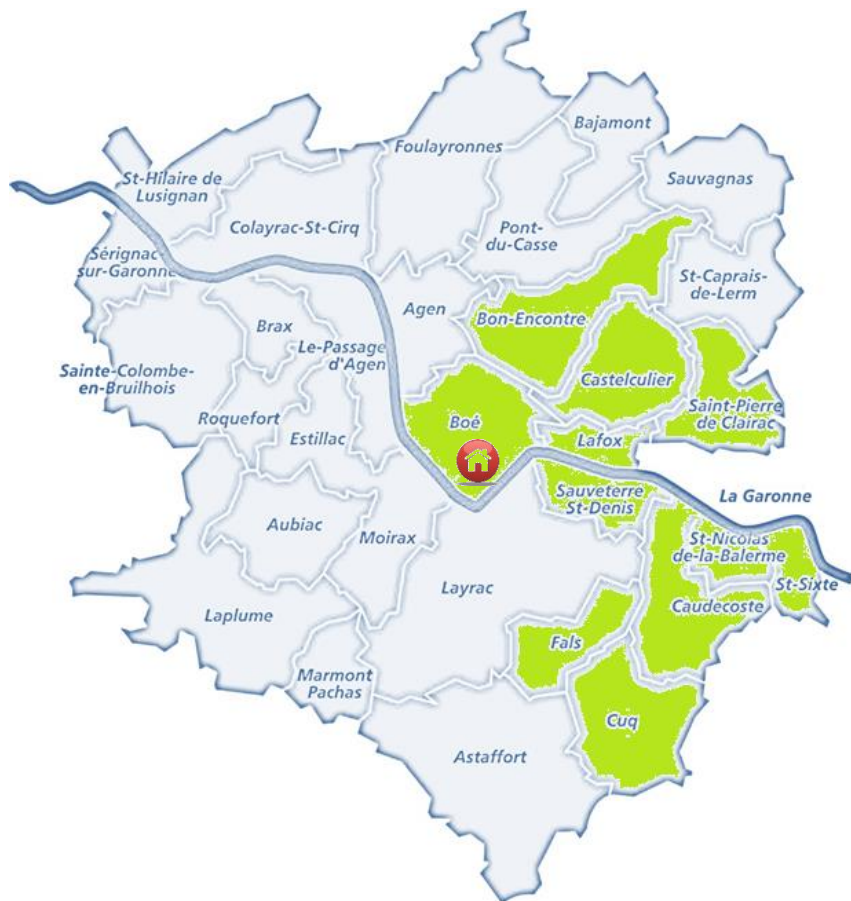 Bajamont
Foulayronnes
St-Hilaire de
Lusignan
Sauvagnas
Colayrac-St-Cirq
Pont-
du-Casse
Sérignac-
sur-Garonne
St-Caprais-
de-Lerm
Agen
Bon-Encontre
Brax
Le-Passage
d'Agen
Sainte-Colombe-
en-Bruilhois
Castelculier
Saint-Pierre
de Clairac
Roquefort
Estillac
Boé
Lafox
La Garonne
Sauveterre
St-Denis
Aubiac
Moirax
St-Nicolas
de-la-Balerme
St-Sixte
Layrac
Caudecoste
Laplume
Fals
Marmont
Pachas
Cuq
Astaffort